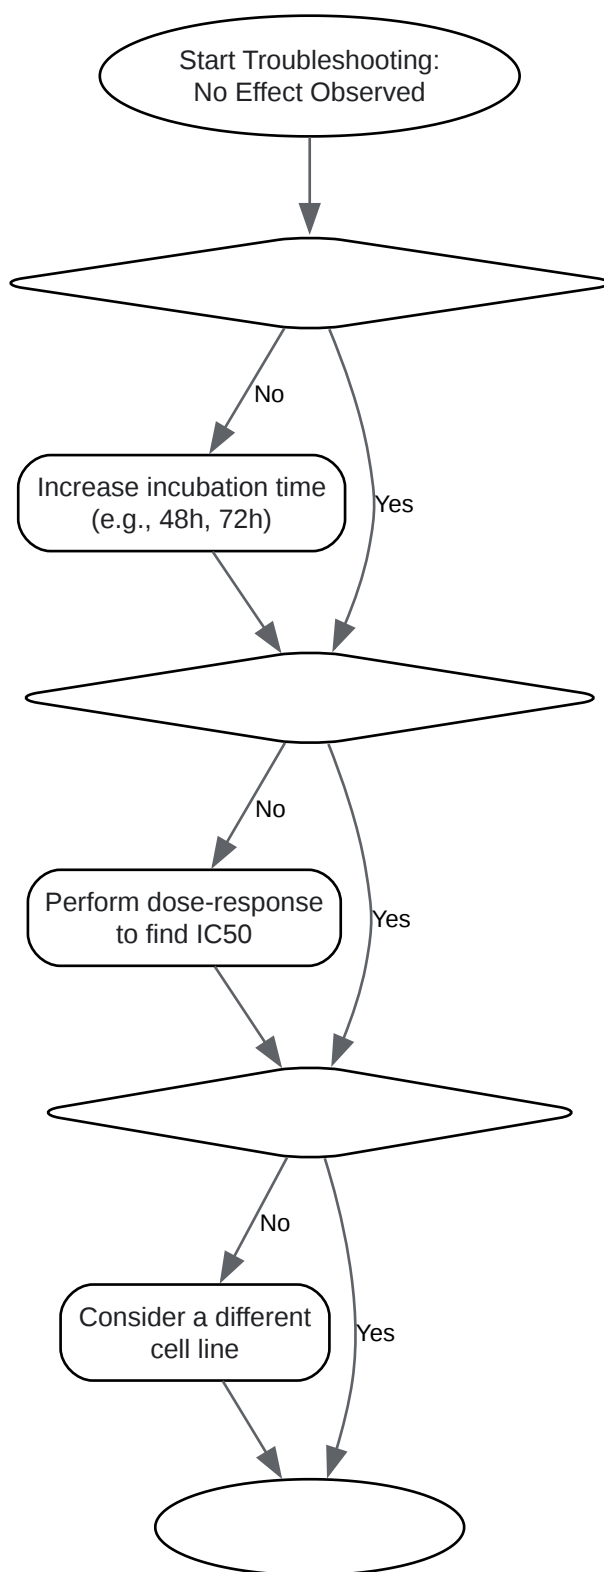 Start Troubleshooting:
No Effect Observed
No
Increase incubation time
(e.g., 48h, 72h)
Yes
No
Perform dose-response
to find IC50
Yes
No
Consider a different
cell line
Yes